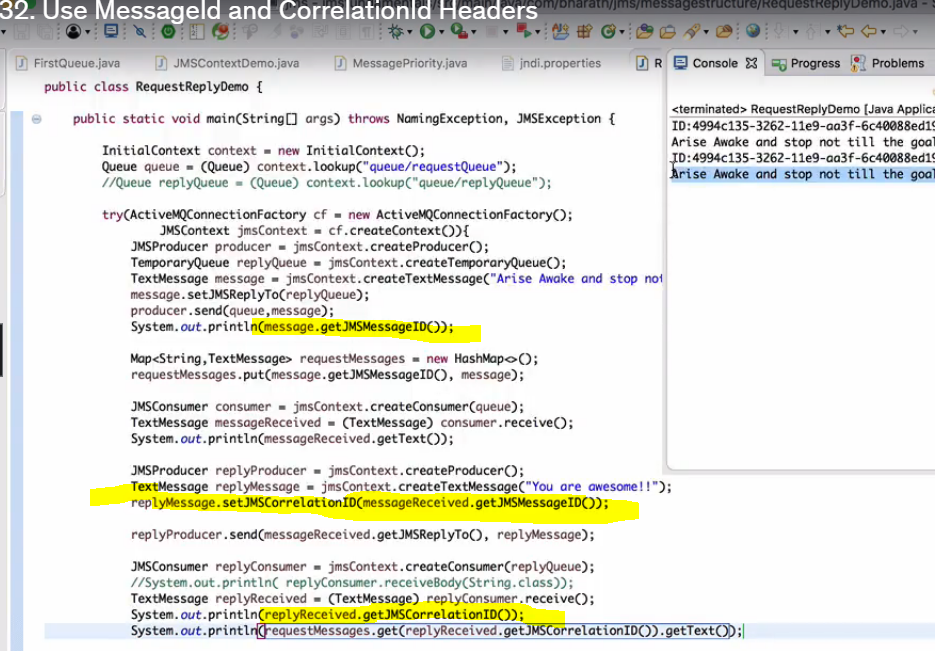 32. Use MessageId and CorrelationId Headers
FirstQueue.java JMSContextDemo.java MessagePriority.java jndi.properties R Console Progress Problems
public class RequestReplyDemo {
public static void main(String[] args) throws NamingException, JMSException {
InitialContext context = new InitialContext();
Queue queue = (Queue) context.lookup("queue/requestQueue");
//Queue replyQueue = (Queue) context.lookup("queue/replyQueue");
try(ActiveMQConnectionFactory cf = new ActiveMQConnectionFactory();
JMSContext jmsContext = cf.createContext()){
JMSProducer producer = jmsContext.createProducer();
TemporaryQueue replyQueue = jmsContext.createTemporaryQueue();
TextMessage message = jmsContext.createTextMessage("Arise Awake and stop not
message.setJMSReplyTo(replyQueue);
producer.send(queue,message);
System.out.println(message.getJMSMessageID());
Map<String,TextMessage> requestMessages = new HashMap<>();
requestMessages.put(message.getJMSMessageID(), message);
JMSConsumer consumer = jmsContext.createConsumer(queue);
TextMessage messageReceived = (TextMessage) consumer.receive();
System.out.println(messageReceived.getText());
JMSProducer replyProducer = jmsContext.createProducer();
TextMessage replyMessage = jmsContext.createTextMessage("You are awesome!!");
replyMessage.setJMSCorrelationID(messageReceived.getJMSMessageID());
replyProducer.send(messageReceived.getJMSReplyTo(), replyMessage);
JMSConsumer replyConsumer = jmsContext.createConsumer(replyQueue);
//System.out.println( replyConsumer.receiveBody(String.class));
TextMessage replyReceived = (TextMessage) replyConsumer.receive();
System.out.println(replyReceived.getJMSCorrelationID());
System.out.println(requestMessages.get(replyReceived.getJMSCorrelationID()).getText());
<terminated> RequestReplyDemo [Java Applica
ID:4994c135-3262-11e9-aa3f-6c40088ed19
Arise Awake and stop not till the goal
ID:4994c135-3262-11e9-aa3f-6c40088ed19
Arise Awake and stop not till the goal